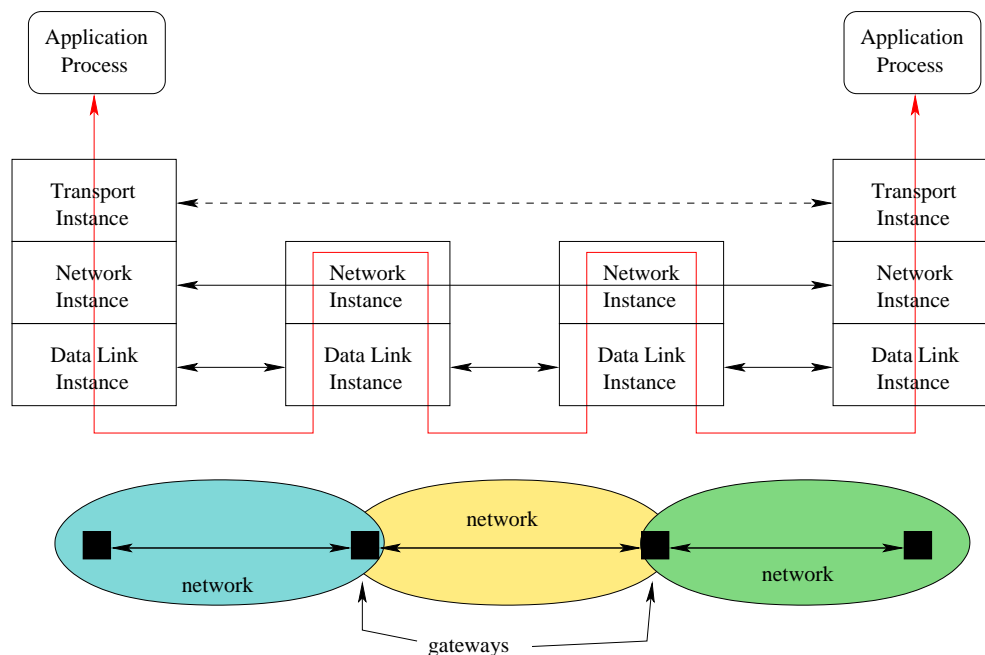 Application
Process
Application
Process
Transport
Instance
Transport
Instance
Network
Instance
Network
Instance
Network
Instance
Network
Instance
Data Link
Instance
Data Link
Instance
Data Link
Instance
Data Link
Instance
network
network
network
gateways